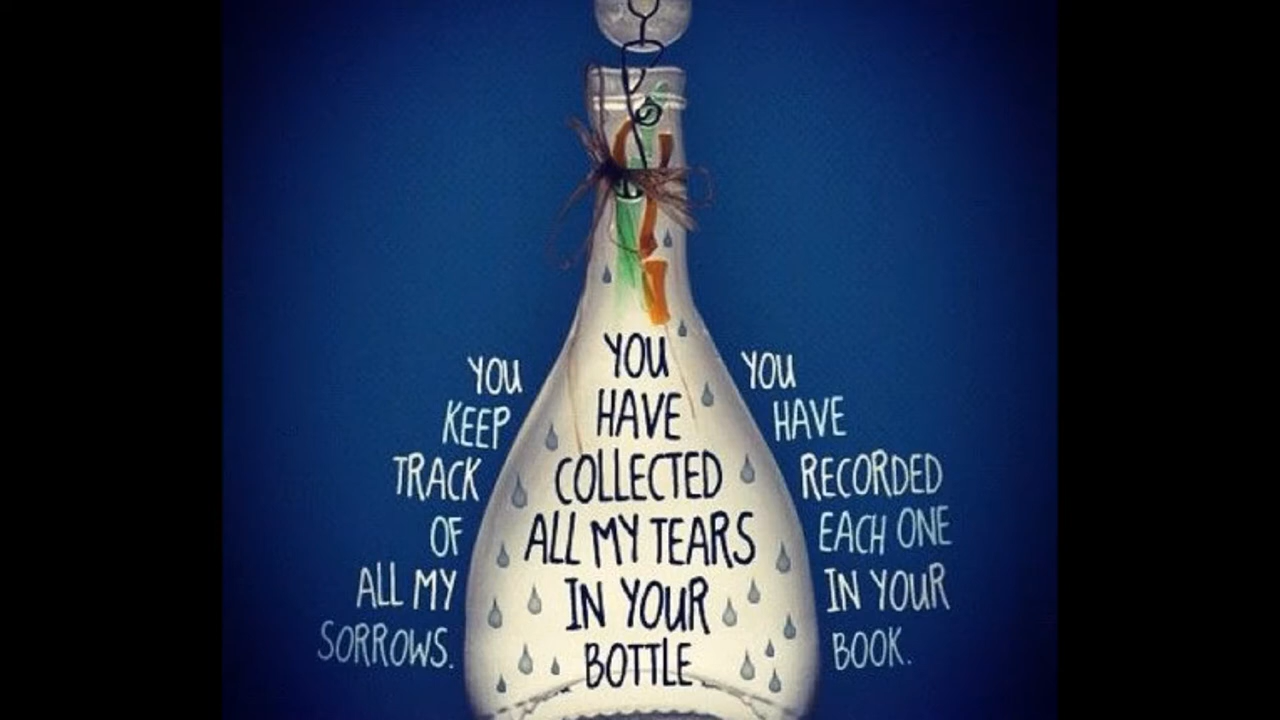 YOU
KEEP
TRACK
OF
ALL MY
SORROWS.
YOU
HAVE
COLLECTED
ALL MY TEARS
IN YOUR
BOTTLE
YOU
HAVE
RECORDED
EACH ONE
IN YOUR
BOOK.